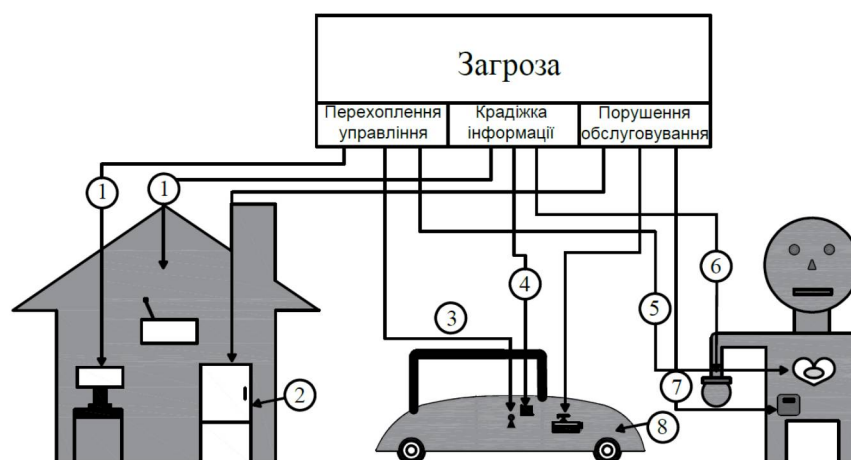 Загроза
Перехоплення
управління
Крадіжка
інформації
Порушення
обслуговування
1
1
6
4
5
3
7
2
8